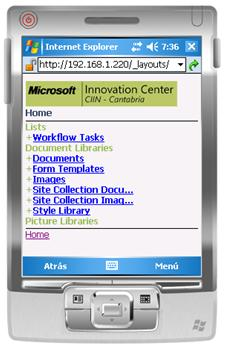 Internet Explorer 7:36
http://192.168.1.220/_layouts/
Microsoft Innovation Center
CIIN - Cantabria
Home
Lists
+Workflow Tasks
Document Libraries
+Documents
+Form Templates
+Images
+Site Collection Docu...
+Site Collection Imag...
+Style Library
Picture Libraries
Home
Atrás Menú